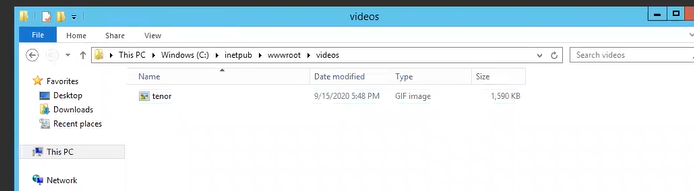 videos
File Home Share View
This PC Windows (C:) inetpub wwwroot videos Search videos
Name Date modified Type Size
Favorites
Desktop
Downloads
Recent places
This PC
Network
tenor 9/15/2020 5:48 PM GIF image 1,590 KB